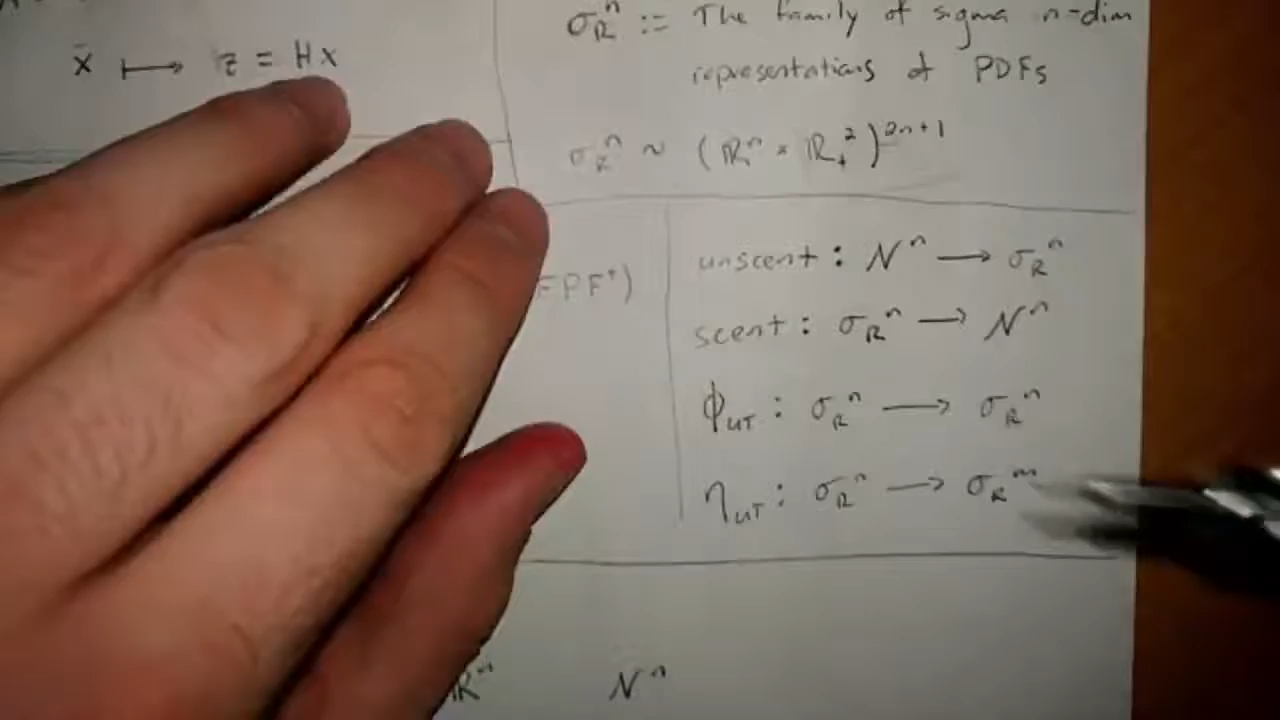 x̄ ⟼ z = Hx
σ_R^n := The family of sigma n-dim
representations of PDFs
σ_R^n ~ (ℝ^n × ℝ_+^2)^{2n+1}
FPF⁺)
unscent : N^n → σ_R^n
scent : σ_R^n → N^n
ϕ_UT : σ_R^n → σ_R^n
η_UT : σ_R^n → σ_R^m
N^n